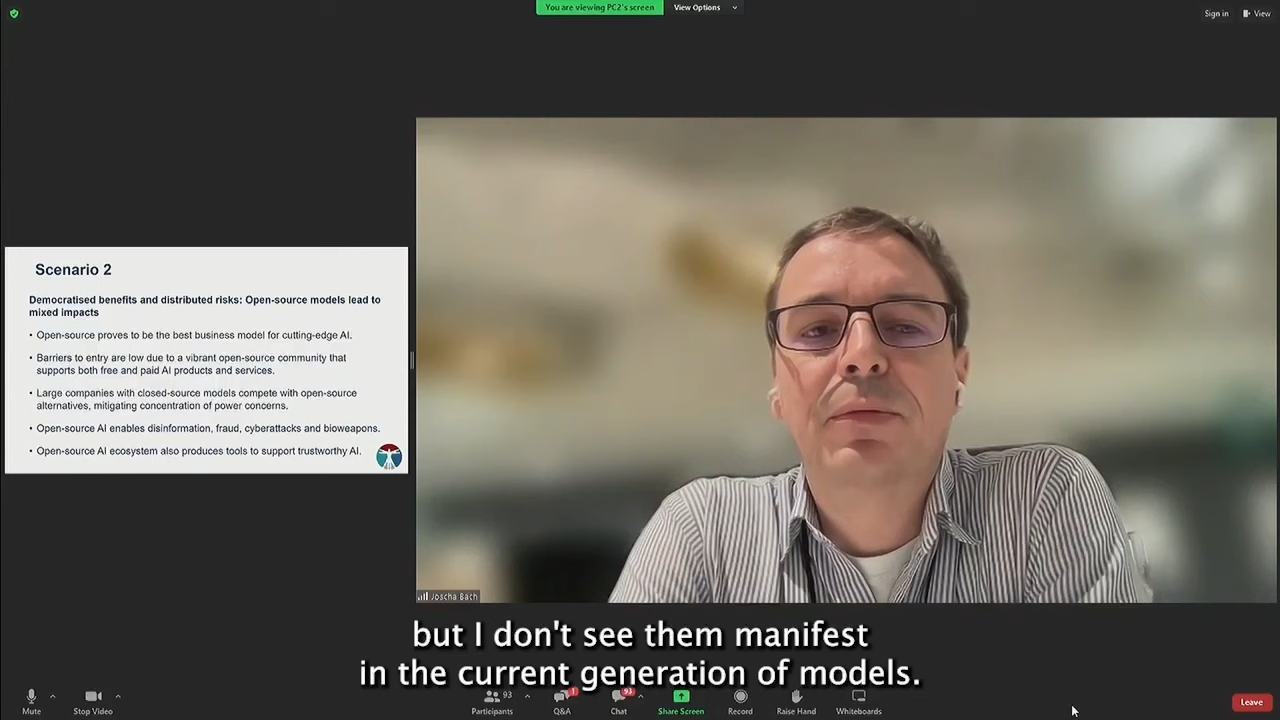 You are viewing PC2's screen
View Options
Sign in
View
Scenario 2
Democratised benefits and distributed risks: Open-source models lead to
mixed impacts
• Open-source proves to be the best business model for cutting-edge AI.
• Barriers to entry are low due to a vibrant open-source community that
supports both free and paid AI products and services.
• Large companies with closed-source models compete with open-source
alternatives, mitigating concentration of power concerns.
• Open-source AI enables disinformation, fraud, cyberattacks and bioweapons.
• Open-source AI ecosystem also produces tools to support trustworthy AI.
Joscha Bach
but I don't see them manifest
in the current generation of models.
Mute
Stop Video
93
Participants
1
Q&A
93
Chat
Share Screen
Record
Raise Hand
Whiteboards
Leave